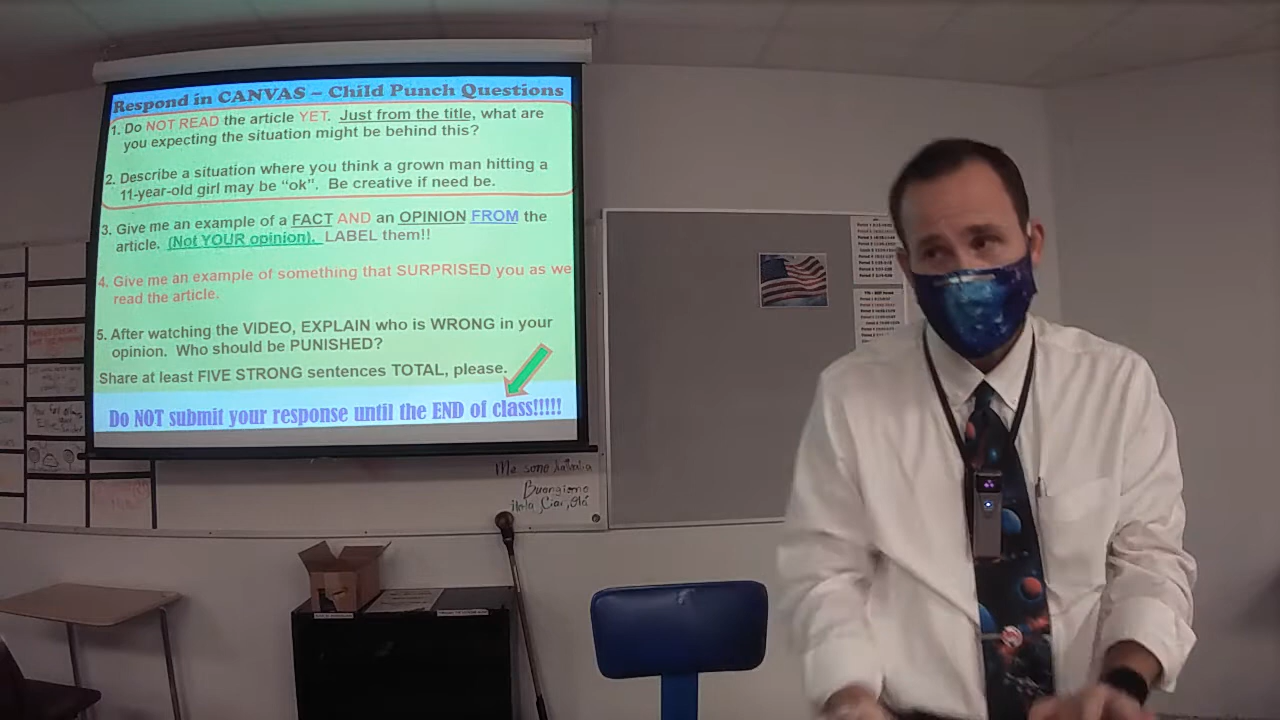 Respond in CANVAS – Child Punch Questions
1. Do NOT READ the article YET. Just from the title, what are
you expecting the situation might be behind this?
2. Describe a situation where you think a grown man hitting a
11-year-old girl may be “ok”. Be creative if need be.
3. Give me an example of a FACT AND an OPINION FROM the
article. (Not YOUR opinion). LABEL them!!
4. Give me an example of something that SURPRISED you as we
read the article.
5. After watching the VIDEO, EXPLAIN who is WRONG in your
opinion. Who should be PUNISHED?
Share at least FIVE STRONG sentences TOTAL, please.
Do NOT submit your response until the END of class!!!!!
Me sono
Buongiorno